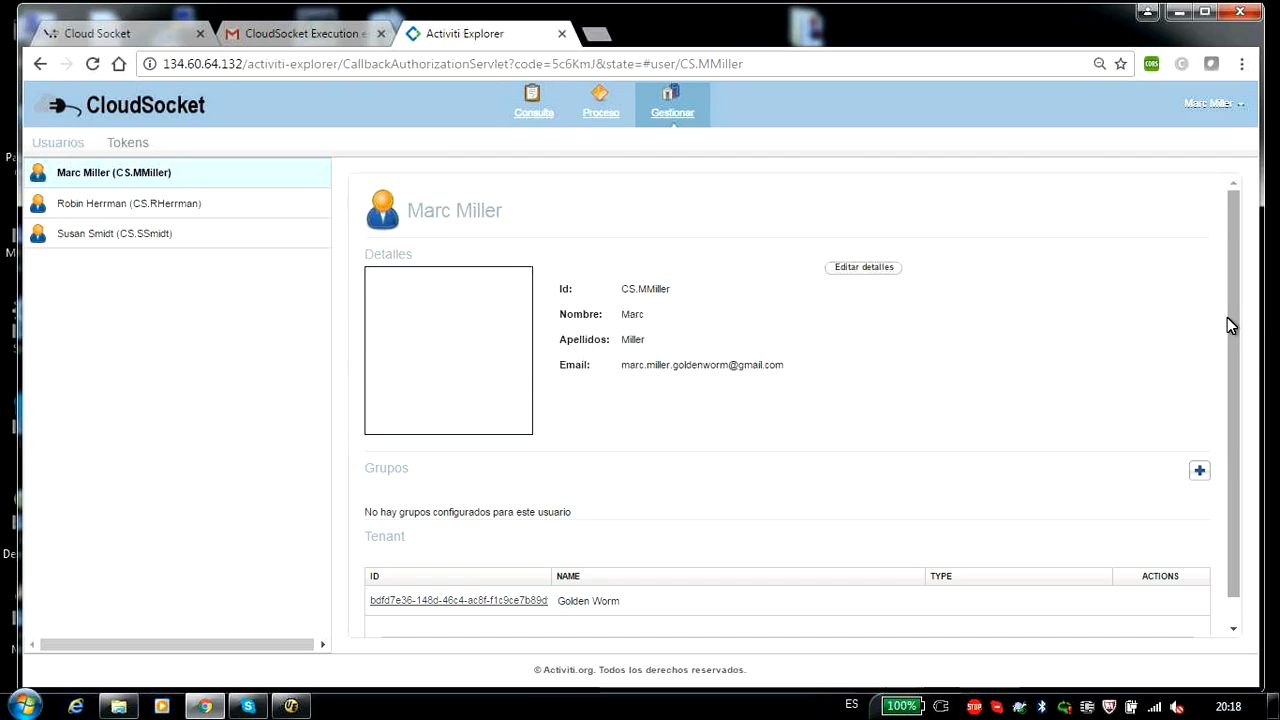 Cloud Socket
CloudSocket Execution e
Activiti Explorer
134.60.64.132/activiti-explorer/CallbackAuthorizationServlet?code=5c6KmJ&state=#user/CS.MMiller
CORS
C
CloudSocket
Consulta
Proceso
Gestionar
Marc Miller
Usuarios
Tokens
Marc Miller (CS.MMiller)
Robin Herrman (CS.RHerrman)
Susan Smidt (CS.SSmidt)
Marc Miller
Detalles
Editar detalles
Id: CS.MMiller
Nombre: Marc
Apellidos: Miller
Email: marc.miller.goldenworm@gmail.com
Grupos
No hay grupos configurados para este usuario
Tenant
ID NAME TYPE ACTIONS
bdfd7e36-148d-46c4-ac8f-f1c9ce7b89d Golden Worm
© Activiti.org. Todos los derechos reservados.
ES 100% STOP 20:18